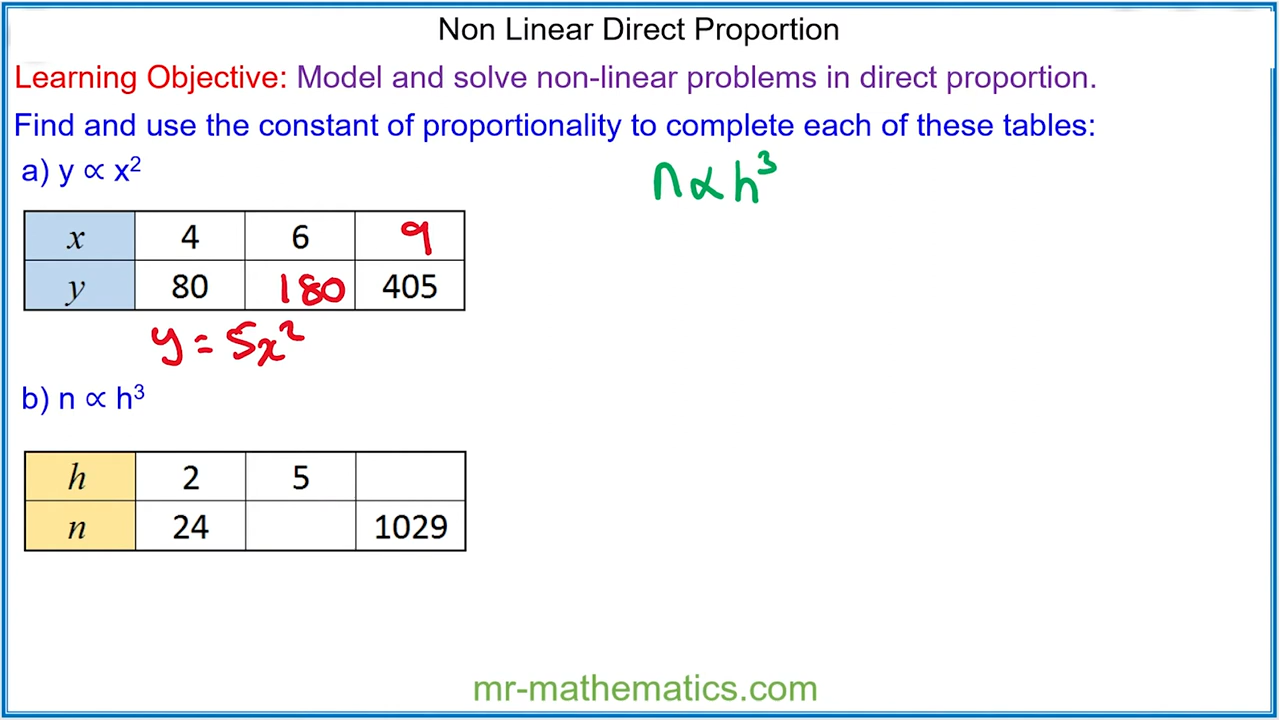 Non Linear Direct Proportion
Learning Objective: Model and solve non-linear problems in direct proportion.
Find and use the constant of proportionality to complete each of these tables:
a) y ∝ x²
n ∝ h³
x 4 6 9
y 80 180 405
y = 5x²
b) n ∝ h³
h 2 5
n 24 1029
mr-mathematics.com